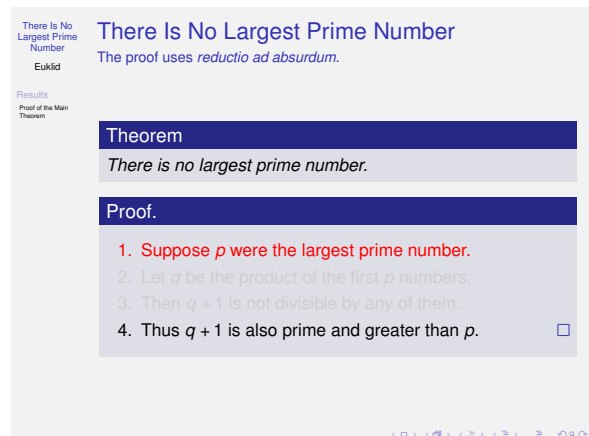 There Is No
Largest Prime
Number
Euklid
Results
Proof of the Main
Theorem
There Is No Largest Prime Number
The proof uses reductio ad absurdum.
Theorem
There is no largest prime number.
Proof.
1. Suppose p were the largest prime number.
2. Let q be the product of the first p numbers.
3. Then q + 1 is not divisible by any of them.
4. Thus q + 1 is also prime and greater than p. □